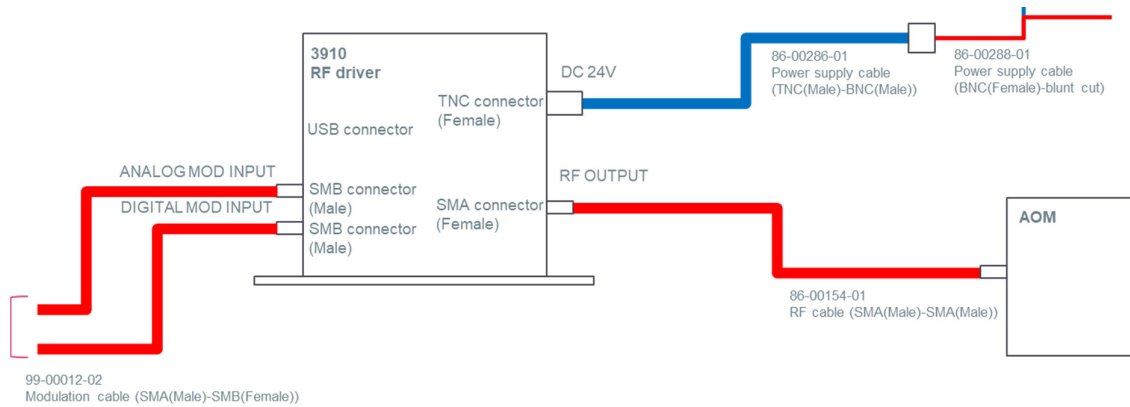 3910
RF driver
DC 24V
TNC connector
(Female)
USB connector
ANALOG MOD INPUT
SMB connector
(Male)
DIGITAL MOD INPUT
SMB connector
(Male)
RF OUTPUT
SMA connector
(Female)
86-00286-01
Power supply cable
(TNC(Male)-BNC(Male))
86-00288-01
Power supply cable
(BNC(Female)-blunt cut)
AOM
86-00154-01
RF cable (SMA(Male)-SMA(Male))
99-00012-02
Modulation cable (SMA(Male)-SMB(Female))